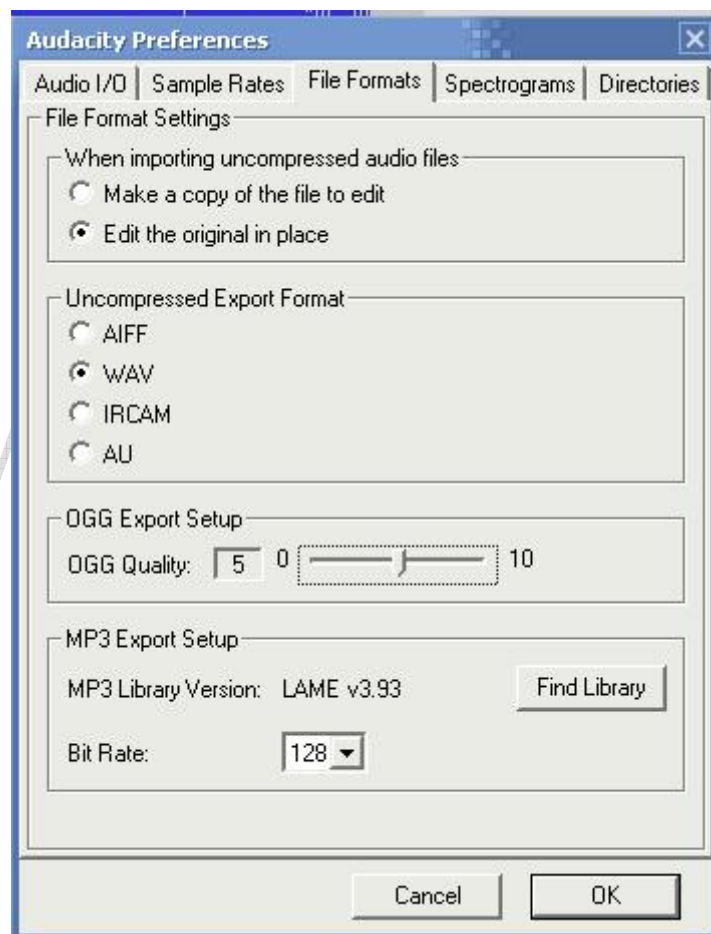 Audacity Preferences
Audio I/O Sample Rates File Formats Spectrograms Directories
File Format Settings
When importing uncompressed audio files
Make a copy of the file to edit
Edit the original in place
Uncompressed Export Format
AIFF
WAV
IRCAM
AU
OGG Export Setup
OGG Quality: 5 0 10
MP3 Export Setup
MP3 Library Version: LAME v3.93 Find Library
Bit Rate: 128
Cancel OK